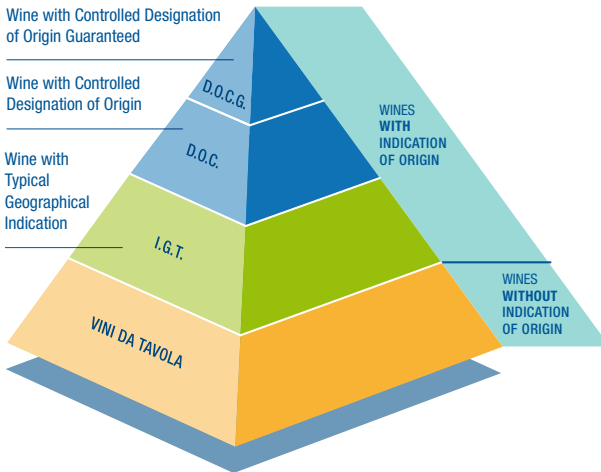 Wine with Controlled Designation
of Origin Guaranteed
Wine with Controlled
Designation of Origin
Wine with
Typical
Geographical
Indication
D.O.C.G.
D.O.C.
I.G.T.
VINI DA TAVOLA
WINES
WITH
INDICATION
OF ORIGIN
WINES
WITHOUT
INDICATION
OF ORIGIN